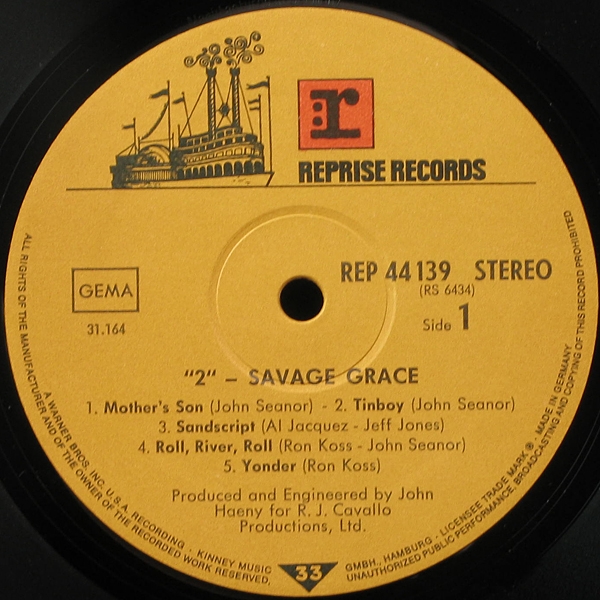 r
REPRISE RECORDS
REP 44 139 STEREO
(RS 6434)
GEMA
Side 1
31.164
"2" – SAVAGE GRACE
1. Mother's Son (John Seanor) - 2. Tinboy (John Seanor)
3. Sandscript (Al Jacquez - Jeff Jones)
4. Roll, River, Roll (Ron Koss - John Seanor)
5. Yonder (Ron Koss)
Produced and Engineered by John
Haeny for R. J. Cavallo
Productions, Ltd.
33
ALL RIGHTS OF THE MANUFACTURER AND OF THE OWNER OF THE RECORDED WORK RESERVED.
A WARNER BROS. INC. U.S.A. RECORDING · KINNEY MUSIC GMBH., HAMBURG · LICENSEE TRADE MARK ® · MADE IN GERMANY
UNAUTHORIZED PUBLIC PERFORMANCE, BROADCASTING AND COPYING OF THIS RECORD PROHIBITED